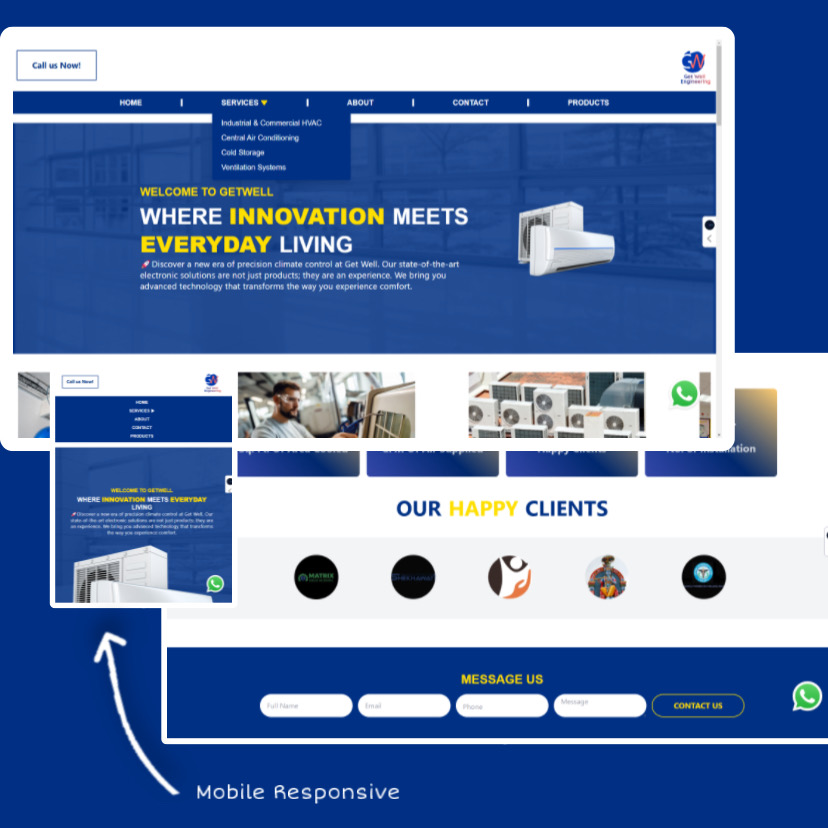 Call us Now!
Get Well
Engineering
HOME
SERVICES
ABOUT
CONTACT
PRODUCTS
Industrial & Commercial HVAC
Central Air Conditioning
Cold Storage
Ventilation Systems
WELCOME TO GETWELL
WHERE INNOVATION MEETS
EVERYDAY LIVING
🚀 Discover a new era of precision climate control at Get Well. Our state-of-the-art
electronic solutions are not just products; they are an experience. We bring you
advanced technology that transforms the way you experience comfort.
Call us Now!
HOME
SERVICES
ABOUT
CONTACT
PRODUCTS
WELCOME TO GETWELL
WHERE INNOVATION MEETS EVERYDAY
LIVING
🚀 Discover a new era of precision climate control at Get Well. Our
state-of-the-art electronic solutions are not just products; they are
an experience. We bring you advanced technology that transforms
the way you experience comfort.
Happy Clients
OUR HAPPY CLIENTS
MATRIX
MESSAGE US
Full Name
Email
Phone
Message
CONTACT US
Mobile Responsive